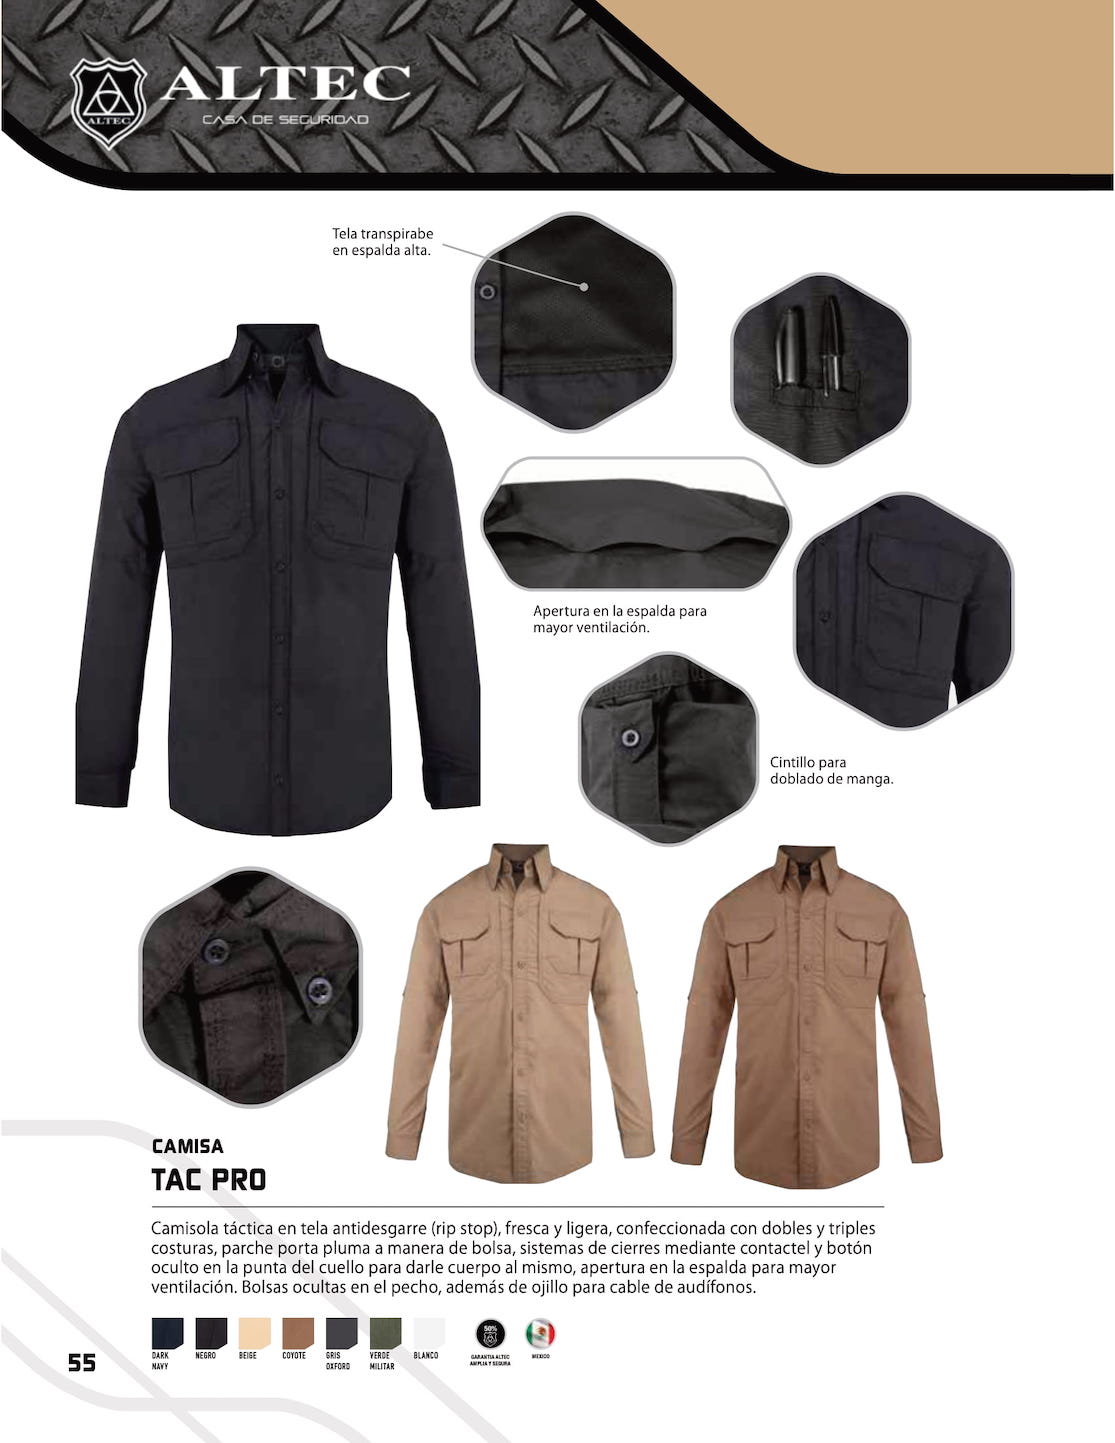 ALTEC
ALTEC
CASA DE SEGURIDAD
Tela transpirabe
en espalda alta.
Apertura en la espalda para
mayor ventilación.
Cintillo para
doblado de manga.
CAMISA
TAC PRO
Camisola táctica en tela antidesgarre (rip stop), fresca y ligera, confeccionada con dobles y triples
costuras, parche porta pluma a manera de bolsa, sistemas de cierres mediante contactel y botón
oculto en la punta del cuello para darle cuerpo al mismo, apertura en la espalda para mayor
ventilación. Bolsas ocultas en el pecho, además de ojillo para cable de audífonos.
DARK
NAVY
NEGRO
BEIGE
COYOTE
GRIS
OXFORD
VERDE
MILITAR
BLANCO
50%
GARANTIA ALTEC
AMPLIA Y SEGURA
MEXICO
55